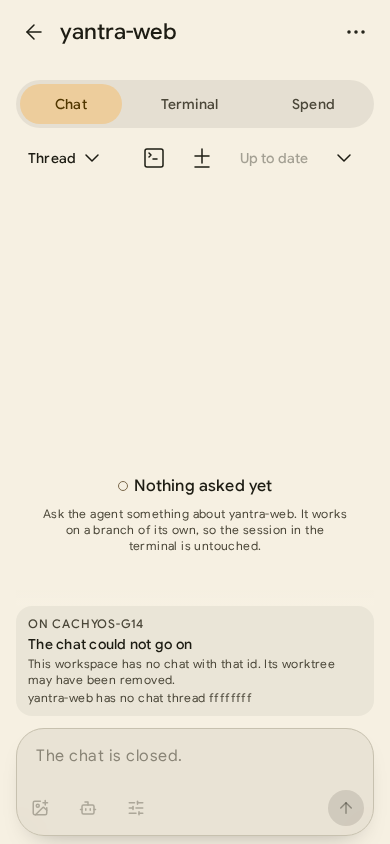 yantra-web
Chat
Terminal
Spend
Thread
Up to date
Nothing asked yet
Ask the agent something about yantra-web. It works
on a branch of its own, so the session in the
terminal is untouched.
ON CACHYOS-G14
The chat could not go on
This workspace has no chat with that id. Its worktree
may have been removed.
yantra-web has no chat thread ffffffff
The chat is closed.